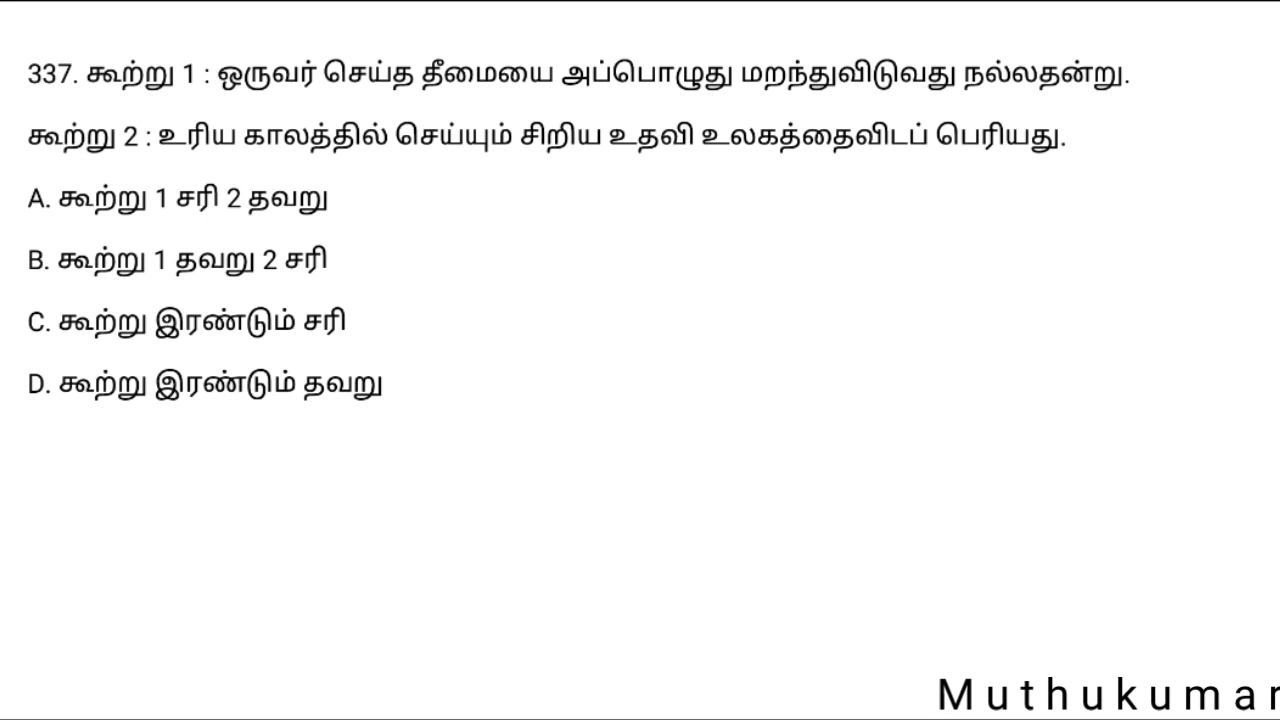 337. கூற்று 1 : ஒருவர் செய்த தீமையை அப்பொழுது மறந்துவிடுவது நல்லதன்று.
கூற்று 2 : உரிய காலத்தில் செய்யும் சிறிய உதவி உலகத்தைவிடப் பெரியது.
A. கூற்று 1 சரி 2 தவறு
B. கூற்று 1 தவறு 2 சரி
C. கூற்று இரண்டும் சரி
D. கூற்று இரண்டும் தவறு
Muthukumar